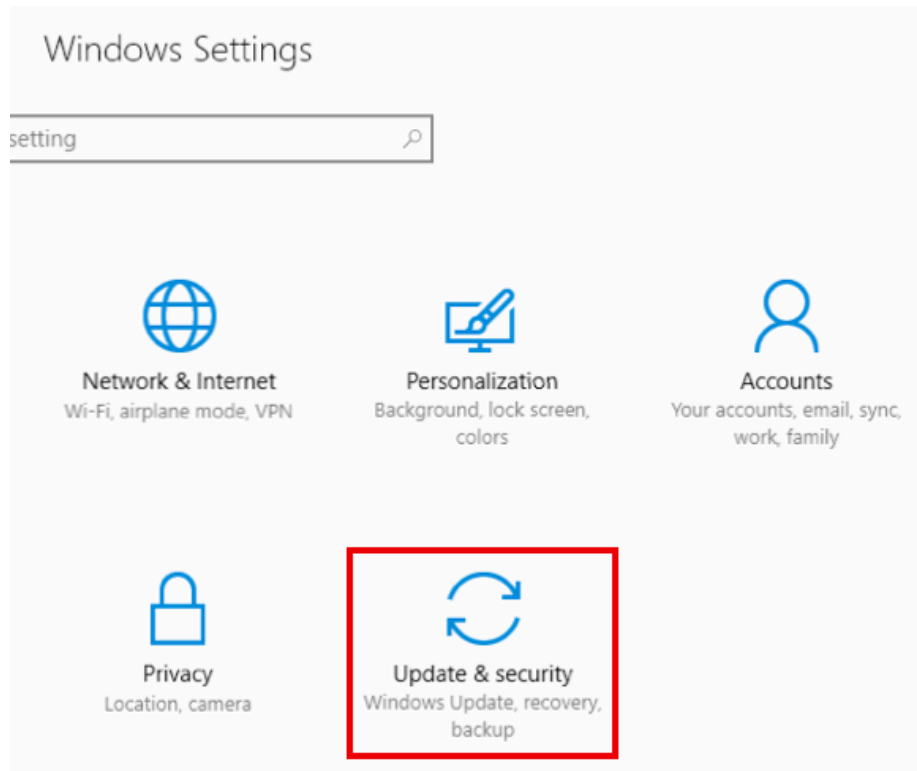 Windows Settings
setting
Network & Internet
Wi-Fi, airplane mode, VPN
Personalization
Background, lock screen,
colors
Accounts
Your accounts, email, sync,
work, family
Privacy
Location, camera
Update & security
Windows Update, recovery,
backup